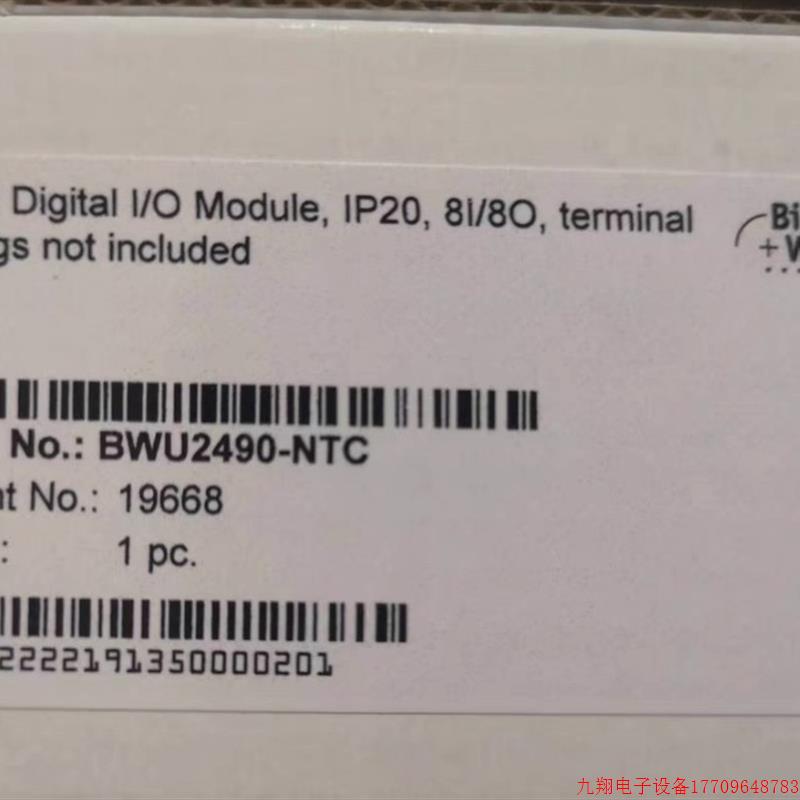 Digital I/O Module, IP20, 8I/8O, terminal
gs not included
Bi
+W
No.: BWU2490-NTC
nt No.: 19668
: 1 pc.
2222191350000201
九翔电子设备17709648783